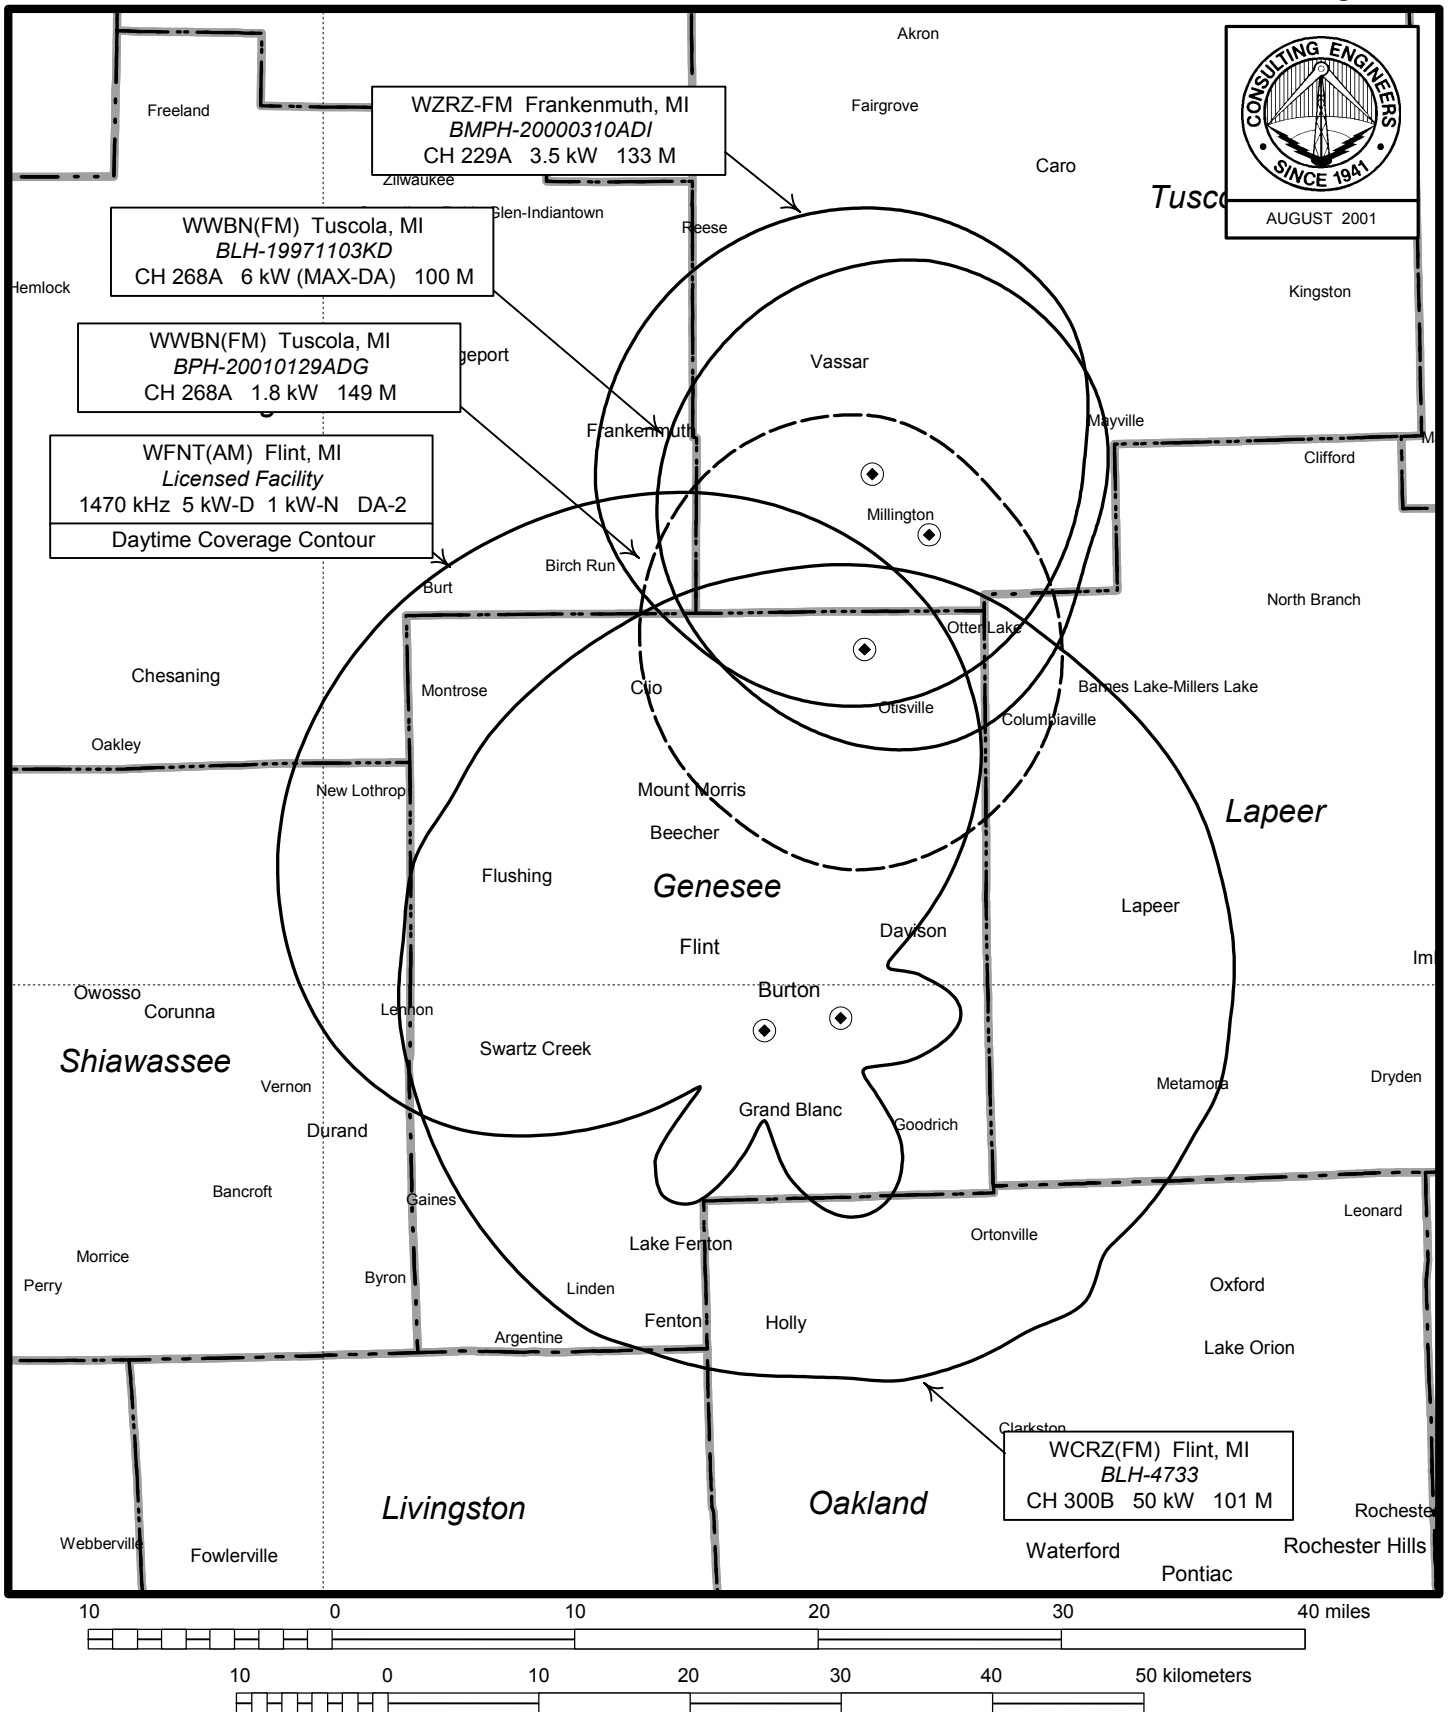 Akron
Freeland
WZRZ-FM Frankenmuth, MI
BMPH-20000310ADI
CH 229A 3.5 kW 133 M
Fairgrove
CONSULTING ENGINEERS
• SINCE 1941 •
AUGUST 2001
Caro
Zilwaukee
Glen-Indiantown
WWBN(FM) Tuscola, MI
BLH-19971103KD
CH 268A 6 kW (MAX-DA) 100 M
Reese
Hemlock
Kingston
WWBN(FM) Tuscola, MI
BPH-20010129ADG
CH 268A 1.8 kW 149 M
geport
Vassar
Frankenmuth
Mayville
Clifford
WFNT(AM) Flint, MI
Licensed Facility
1470 kHz 5 kW-D 1 kW-N DA-2
Daytime Coverage Contour
Millington
Birch Run
Burt
North Branch
Otter Lake
Chesaning
Montrose
Clio
Barnes Lake-Millers Lake
Otisville
Columbiaville
Oakley
New Lothrop
Mount Morris
Beecher
Lapeer
Flushing
Genesee
Lapeer
Davison
Flint
Owosso
Corunna
Burton
Lennon
Swartz Creek
Shiawassee
Vernon
Metamora
Dryden
Grand Blanc
Goodrich
Durand
Bancroft
Gaines
Leonard
Ortonville
Lake Fenton
Morrice
Perry
Byron
Linden
Oxford
Fenton
Holly
Argentine
Lake Orion
Clarkston
WCRZ(FM) Flint, MI
BLH-4733
CH 300B 50 kW 101 M
Livingston
Oakland
Rocheste
Webberville
Fowlerville
Waterford
Rochester Hills
Pontiac
10 0 10 20 30 40 miles
10 0 10 20 30 40 50 kilometers